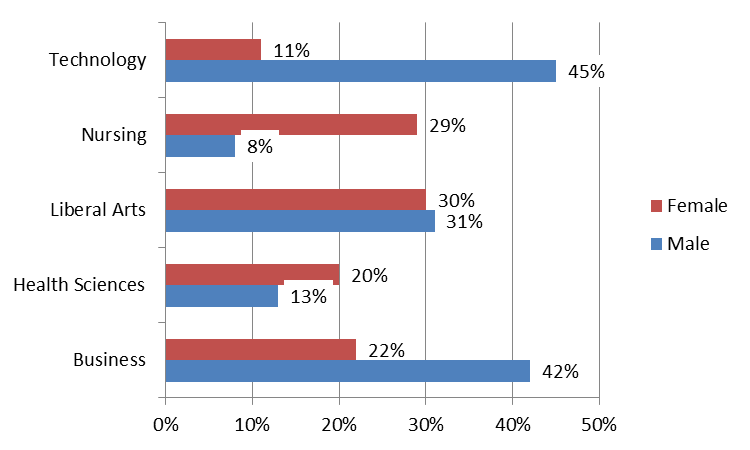 Technology
11%
45%
Nursing
29%
8%
Liberal Arts
30%
31%
Health Sciences
20%
13%
Business
22%
42%
0% 10% 20% 30% 40% 50%
Female
Male